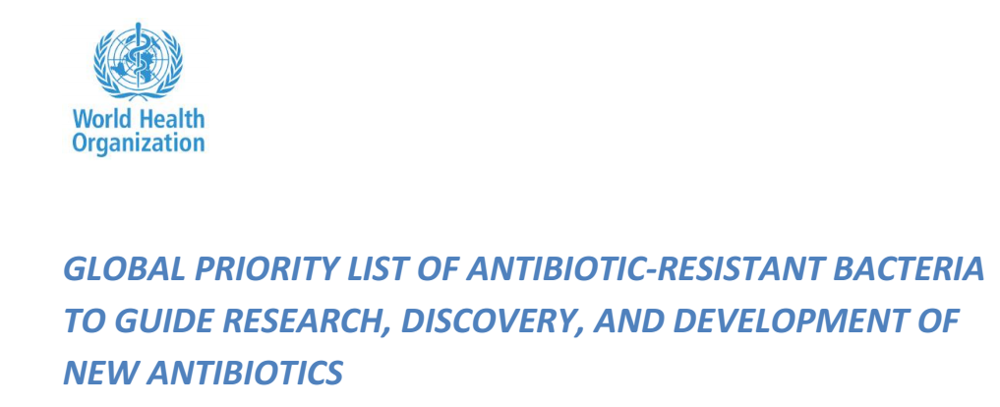 World Health
Organization
GLOBAL PRIORITY LIST OF ANTIBIOTIC-RESISTANT BACTERIA
TO GUIDE RESEARCH, DISCOVERY, AND DEVELOPMENT OF
NEW ANTIBIOTICS